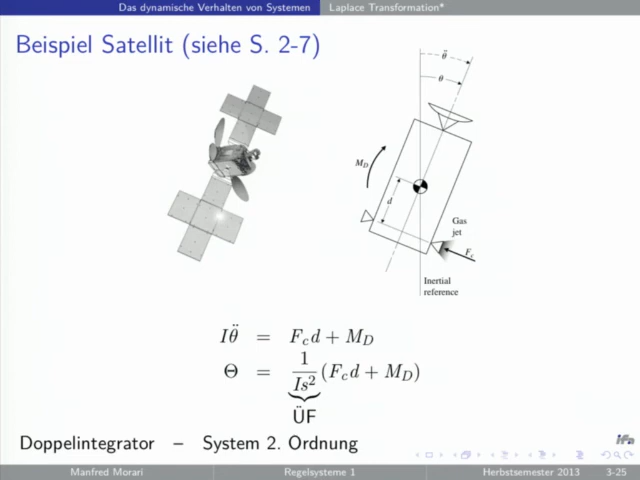 Das dynamische Verhalten von Systemen Laplace Transformation*
Beispiel Satellit (siehe S. 2-7)
θ̈
θ
M_D
d
Gas
jet
F_c
Inertial
reference
Iθ̈ = F_c d + M_D
Θ = 1/(Is²) (F_c d + M_D)
ÜF
Doppelintegrator – System 2. Ordnung
ifa
Manfred Morari Regelsysteme 1 Herbstsemester 2013 3-25